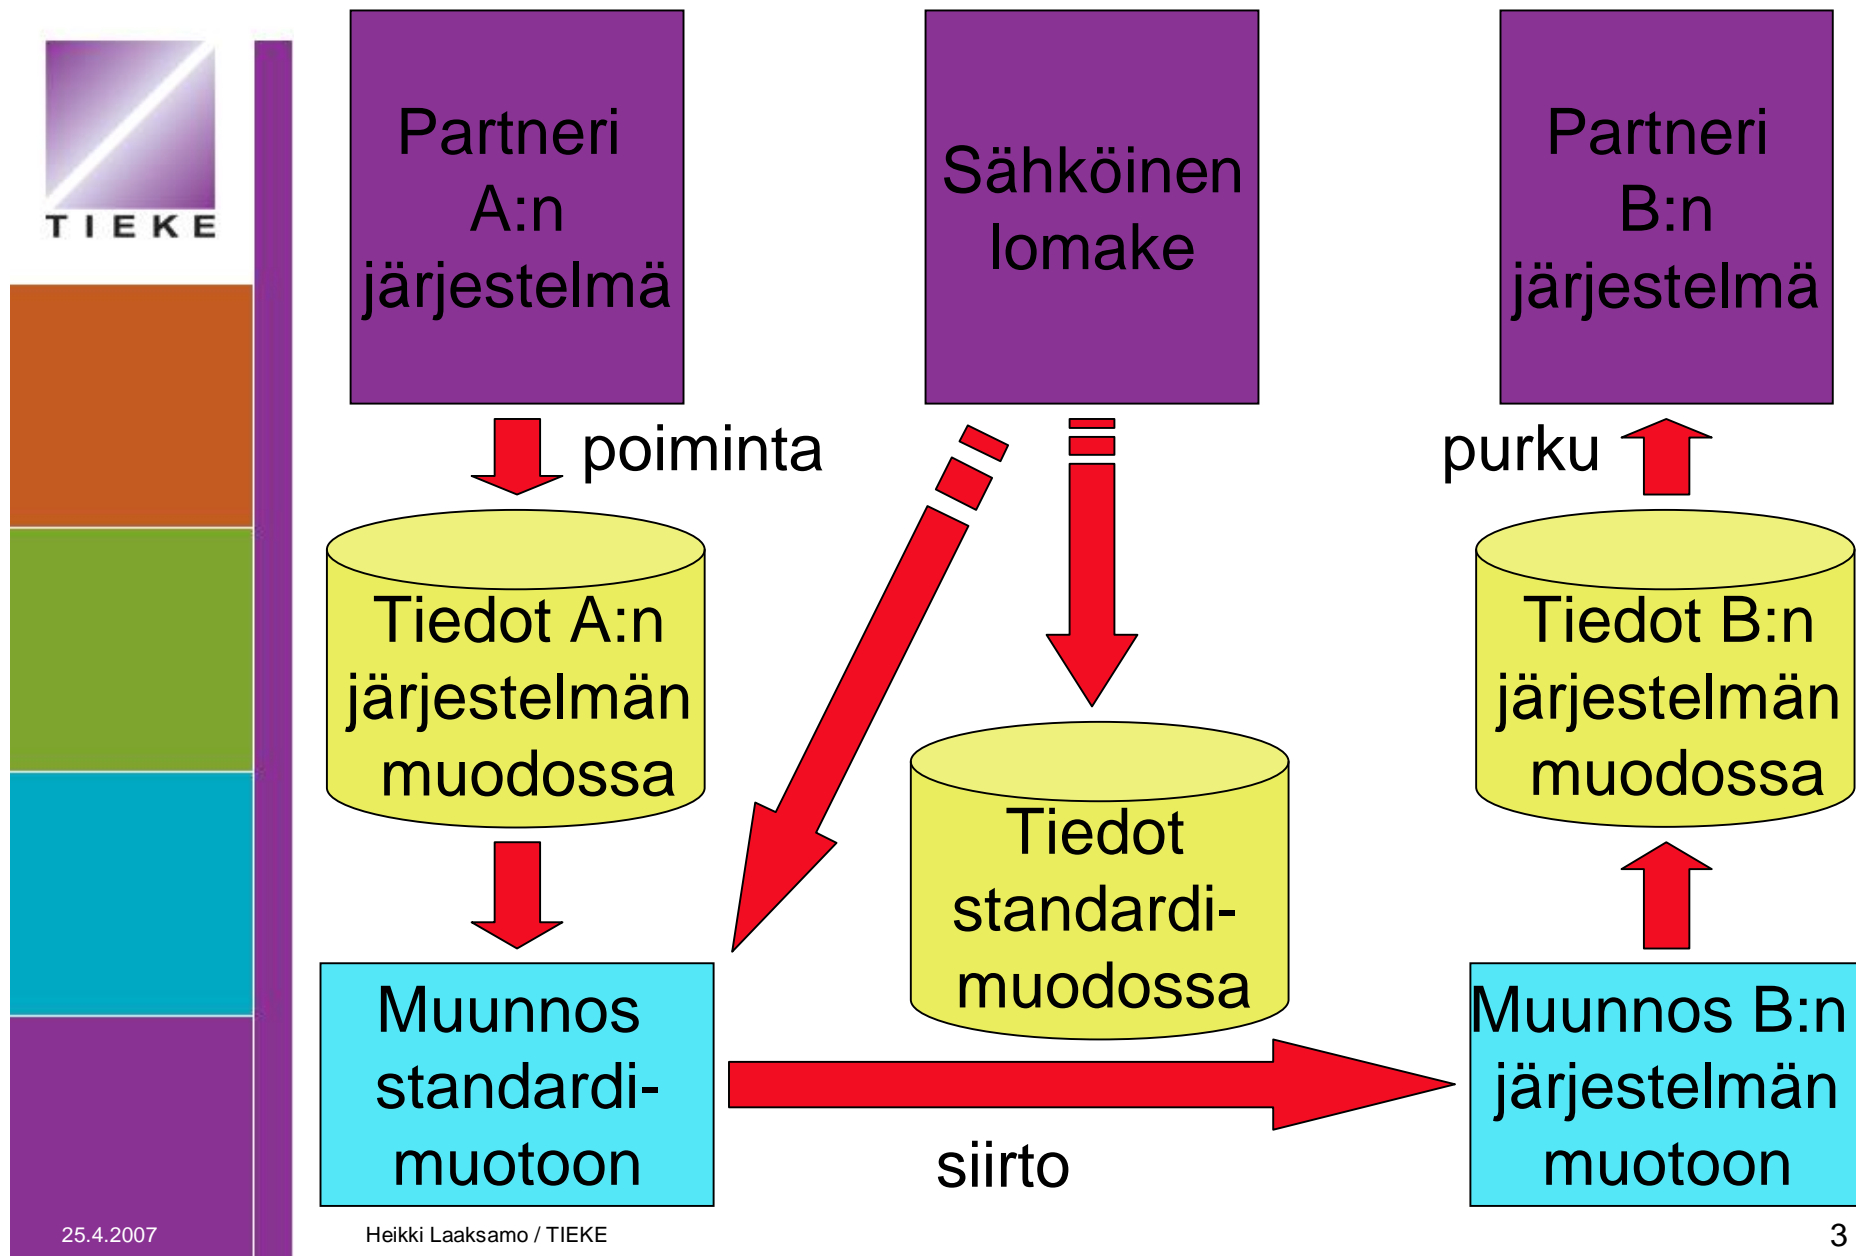 TIEKE
Partneri
A:n
järjestelmä
Sähköinen
lomake
Partneri
B:n
järjestelmä
poiminta
purku
Tiedot A:n
järjestelmän
muodossa
Tiedot
standardi-
muodossa
Tiedot B:n
järjestelmän
muodossa
Muunnos
standardi-
muotoon
siirto
Muunnos B:n
järjestelmän
muotoon
25.4.2007
Heikki Laaksamo / TIEKE
3